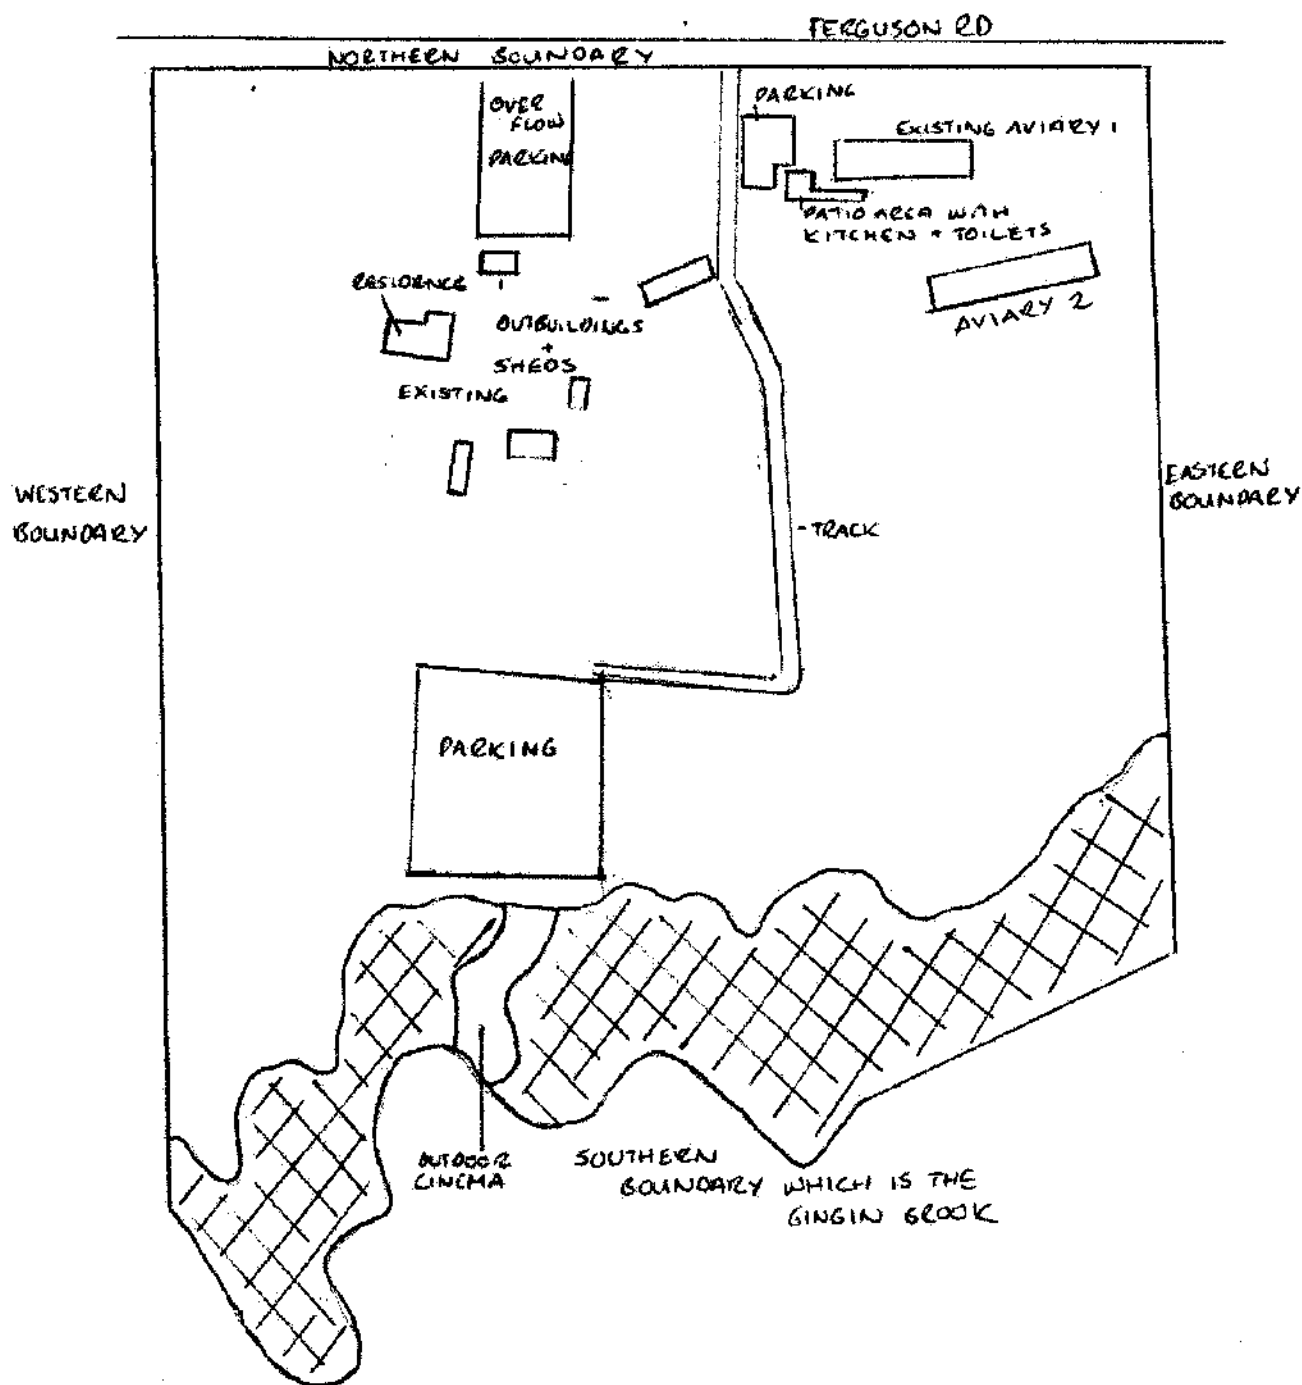 FERGUSON RD
NORTHERN BOUNDARY
OVER
FLOW
PARKING
PARKING
EXISTING AVIARY 1
PATIO AREA WITH
KITCHEN + TOILETS
RESIDENCE
OUTBUILDINGS
+
SHEDS
EXISTING
AVIARY 2
WESTERN
BOUNDARY
EASTERN
BOUNDARY
- TRACK
PARKING
OUTDOOR
CINEMA
SOUTHERN
BOUNDARY WHICH IS THE
GINGIN BROOK